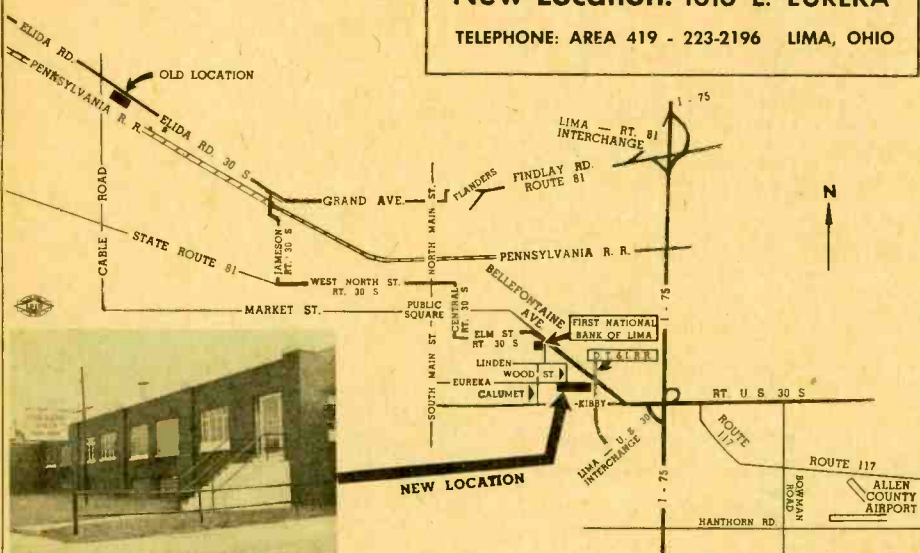 New Location: 1016 E. EUREKA
TELEPHONE: AREA 419 - 223-2196 LIMA, OHIO
ELIDA RD.
PENNSYLVANIA R. R.
OLD LOCATION
ELIDA RD. 30 S
CABLE ROAD
STATE ROUTE 81
JAMESON
RT. 30 S
GRAND AVE.
NORTH MAIN ST.
FLANDERS
FINDLAY RD.
ROUTE 81
LIMA — RT. 81
INTERCHANGE
I - 75
N
PENNSYLVANIA R. R.
WEST NORTH ST.
RT. 30 S
MARKET ST.
PUBLIC
SQUARE
CENTRAL
RT. 30 S
BELLEFONTAINE
AVE.
ELM ST
RT 30 S
FIRST NATIONAL
BANK OF LIMA
D T & I R R
LINDEN
WOOD ST
EUREKA
CALUMET
SOUTH MAIN ST.
KIBBY
I - 75
RT. U S 30 S
LIMA — U. S. 30
INTERCHANGE
ROUTE
117
ROUTE 117
BOWMAN
ROAD
ALLEN
COUNTY
AIRPORT
HANTHORN RD.
I - 75
NEW LOCATION